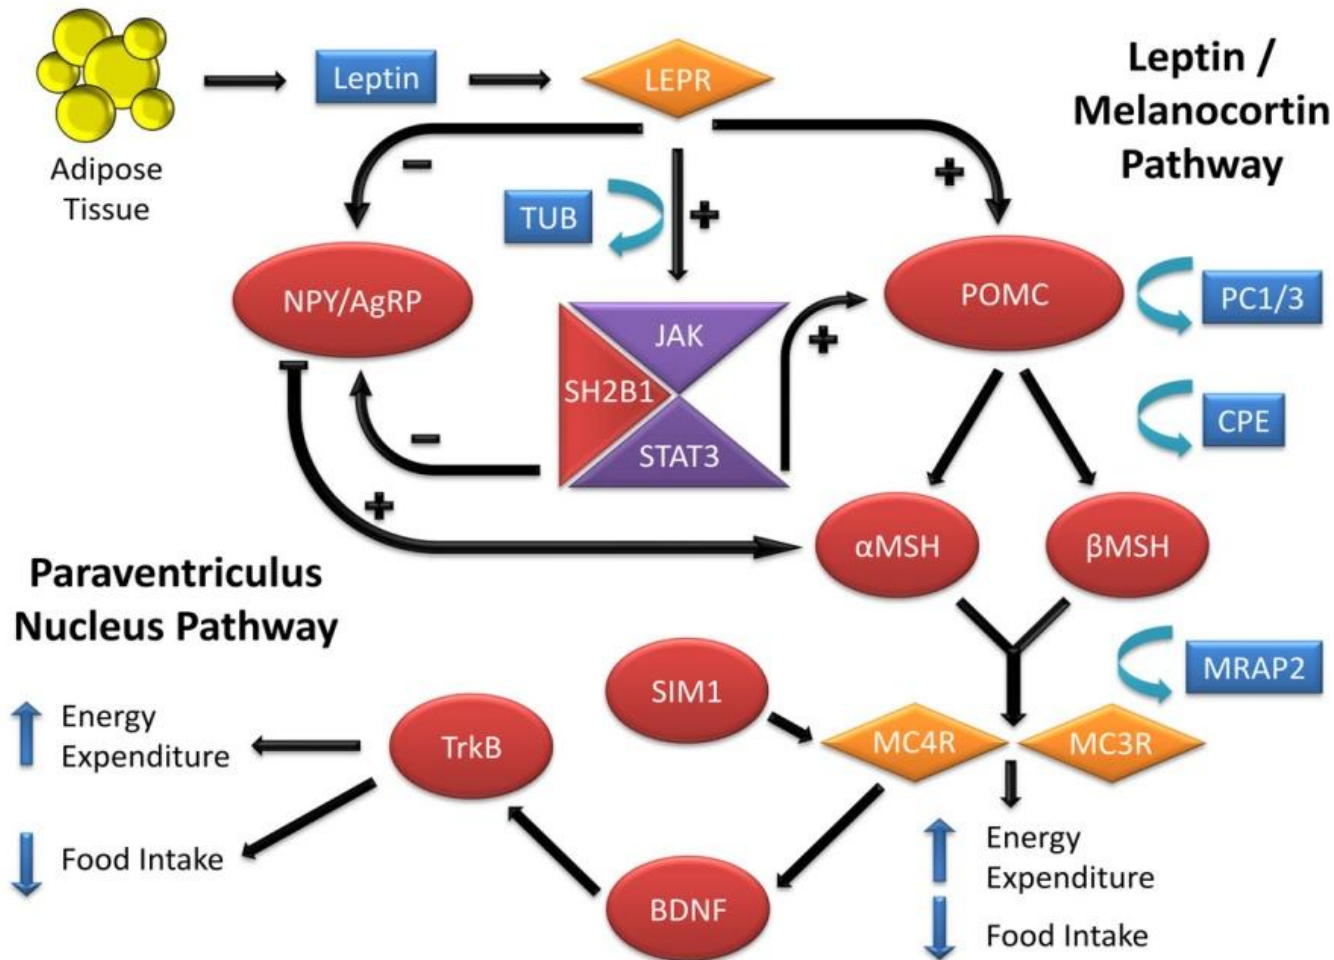 Leptin /
Melanocortin
Pathway
Adipose
Tissue
Leptin
LEPR
−
+
+
TUB
NPY/AgRP
POMC
PC1/3
JAK
SH2B1
STAT3
+
−
+
CPE
αMSH
βMSH
Paraventriculus
Nucleus Pathway
MRAP2
SIM1
MC4R
MC3R
TrkB
Energy
Expenditure
Food Intake
BDNF
Energy
Expenditure
Food Intake